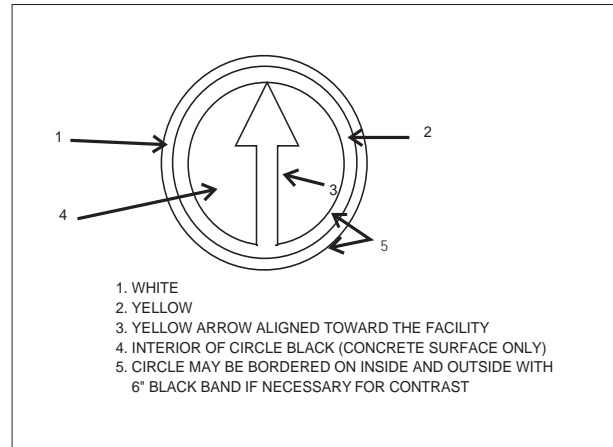 1
2
3
4
5
1. WHITE
2. YELLOW
3. YELLOW ARROW ALIGNED TOWARD THE FACILITY
4. INTERIOR OF CIRCLE BLACK (CONCRETE SURFACE ONLY)
5. CIRCLE MAY BE BORDERED ON INSIDE AND OUTSIDE WITH
6" BLACK BAND IF NECESSARY FOR CONTRAST